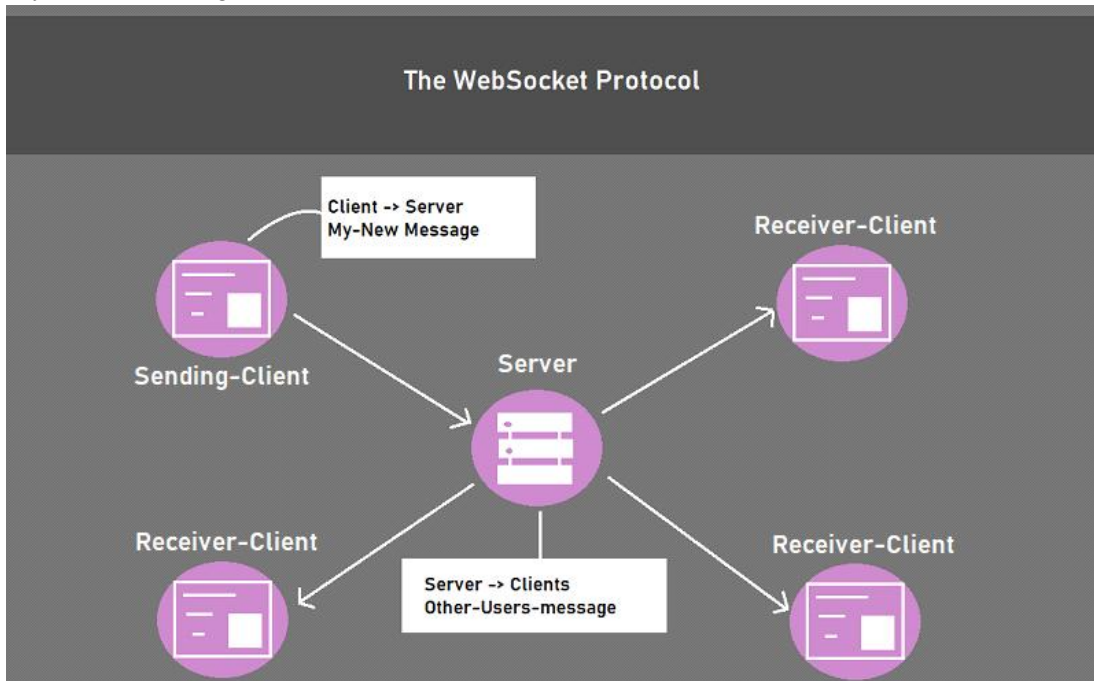 The WebSocket Protocol
Client -> Server
My-New Message
Receiver-Client
Sending-Client
Server
Receiver-Client
Receiver-Client
Server -> Clients
Other-Users-message